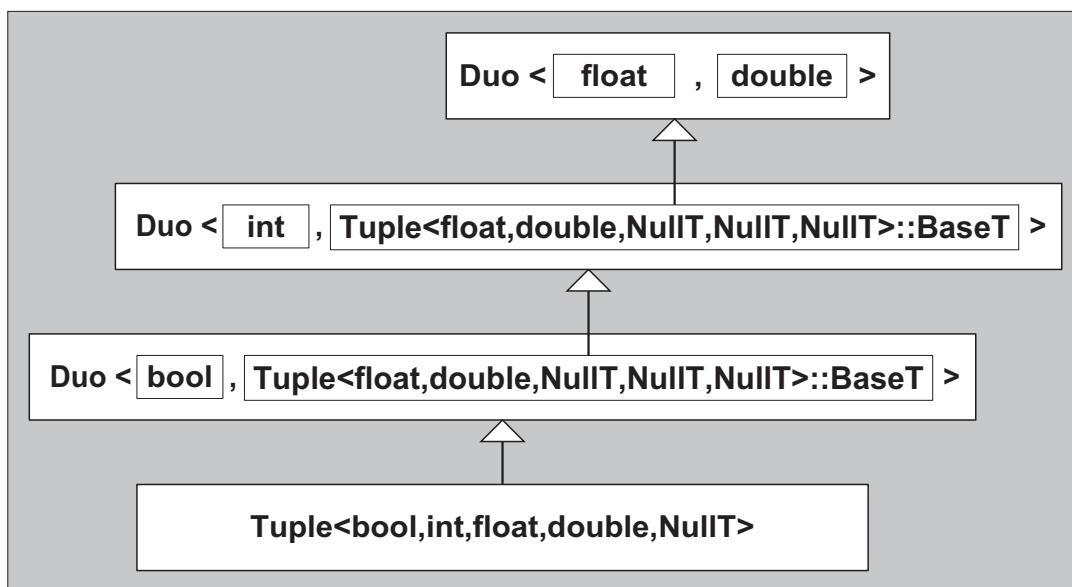 Duo < float , double >
Duo < int , Tuple<float,double,NullT,NullT,NullT>::BaseT >
Duo < bool , Tuple<float,double,NullT,NullT,NullT>::BaseT >
Tuple<bool,int,float,double,NullT>